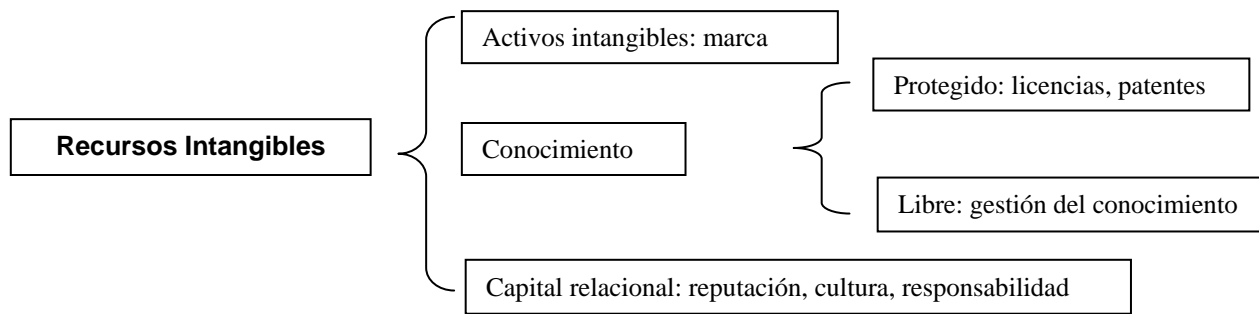 Activos intangibles: marca
Protegido: licencias, patentes
Recursos Intangibles
Conocimiento
Libre: gestión del conocimiento
Capital relacional: reputación, cultura, responsabilidad